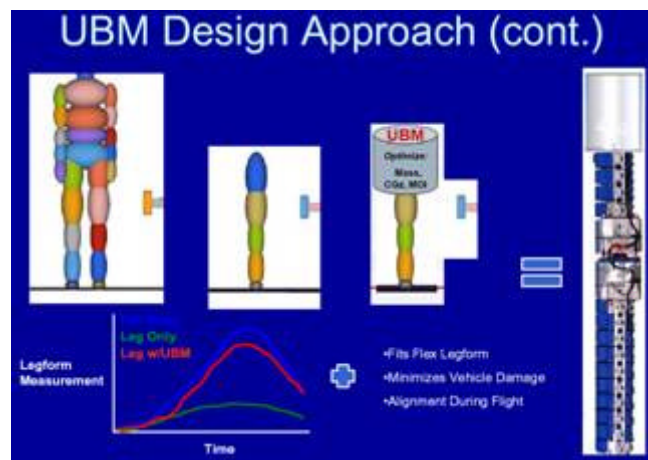 UBM Design Approach (cont.)
UBM
Optimize:
Mass,
CGz, MOI
Leg Only
Leg w/UBM
Legform
Measurement
Time
•Fits Flex Legform
•Minimizes Vehicle Damage
•Alignment During Flight